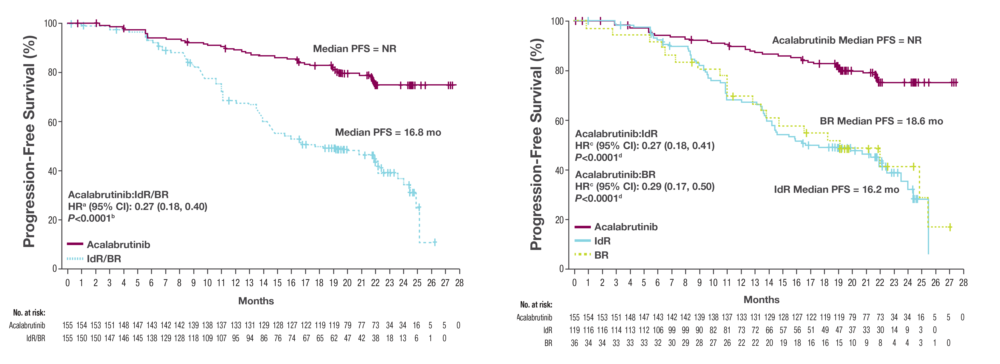 Progression-Free Survival (%)
100
80
60
40
20
0
Median PFS = NR
Median PFS = 16.8 mo
Acalabrutinib:IdR/BR
HRᵃ (95% CI): 0.27 (0.18, 0.40)
P<0.0001ᵇ
Acalabrutinib
IdR/BR
0 1 2 3 4 5 6 7 8 9 10 11 12 13 14 15 16 17 18 19 20 21 22 23 24 25 26 27 28
Months
No. at risk:
Acalabrutinib 155 154 153 151 148 147 143 142 142 139 138 137 133 131 129 128 127 122 119 119 79 77 73 34 34 16 5 5 0
IdR/BR 155 150 150 147 146 145 138 129 128 118 109 107 95 94 86 76 74 67 65 62 47 42 38 18 13 6 1 0
Progression-Free Survival (%)
100
80
60
40
20
0
Acalabrutinib Median PFS = NR
BR Median PFS = 18.6 mo
Acalabrutinib:IdR
HRᶜ (95% CI): 0.27 (0.18, 0.41)
P<0.0001ᵈ
Acalabrutinib:BR
HRᶜ (95% CI): 0.29 (0.17, 0.50)
P<0.0001ᵈ
IdR Median PFS = 16.2 mo
Acalabrutinib
IdR
BR
0 1 2 3 4 5 6 7 8 9 10 11 12 13 14 15 16 17 18 19 20 21 22 23 24 25 26 27 28
Months
No. at risk:
Acalabrutinib 155 154 153 151 148 147 143 142 142 139 138 137 133 131 129 128 127 122 119 119 79 77 73 34 34 16 5 5 0
IdR 119 116 116 114 113 112 106 99 99 90 82 81 73 72 66 57 56 51 49 47 37 33 30 14 9 3 0
BR 36 34 34 33 33 33 32 30 29 28 27 26 22 22 20 19 18 16 16 15 10 9 8 4 4 3 1 0